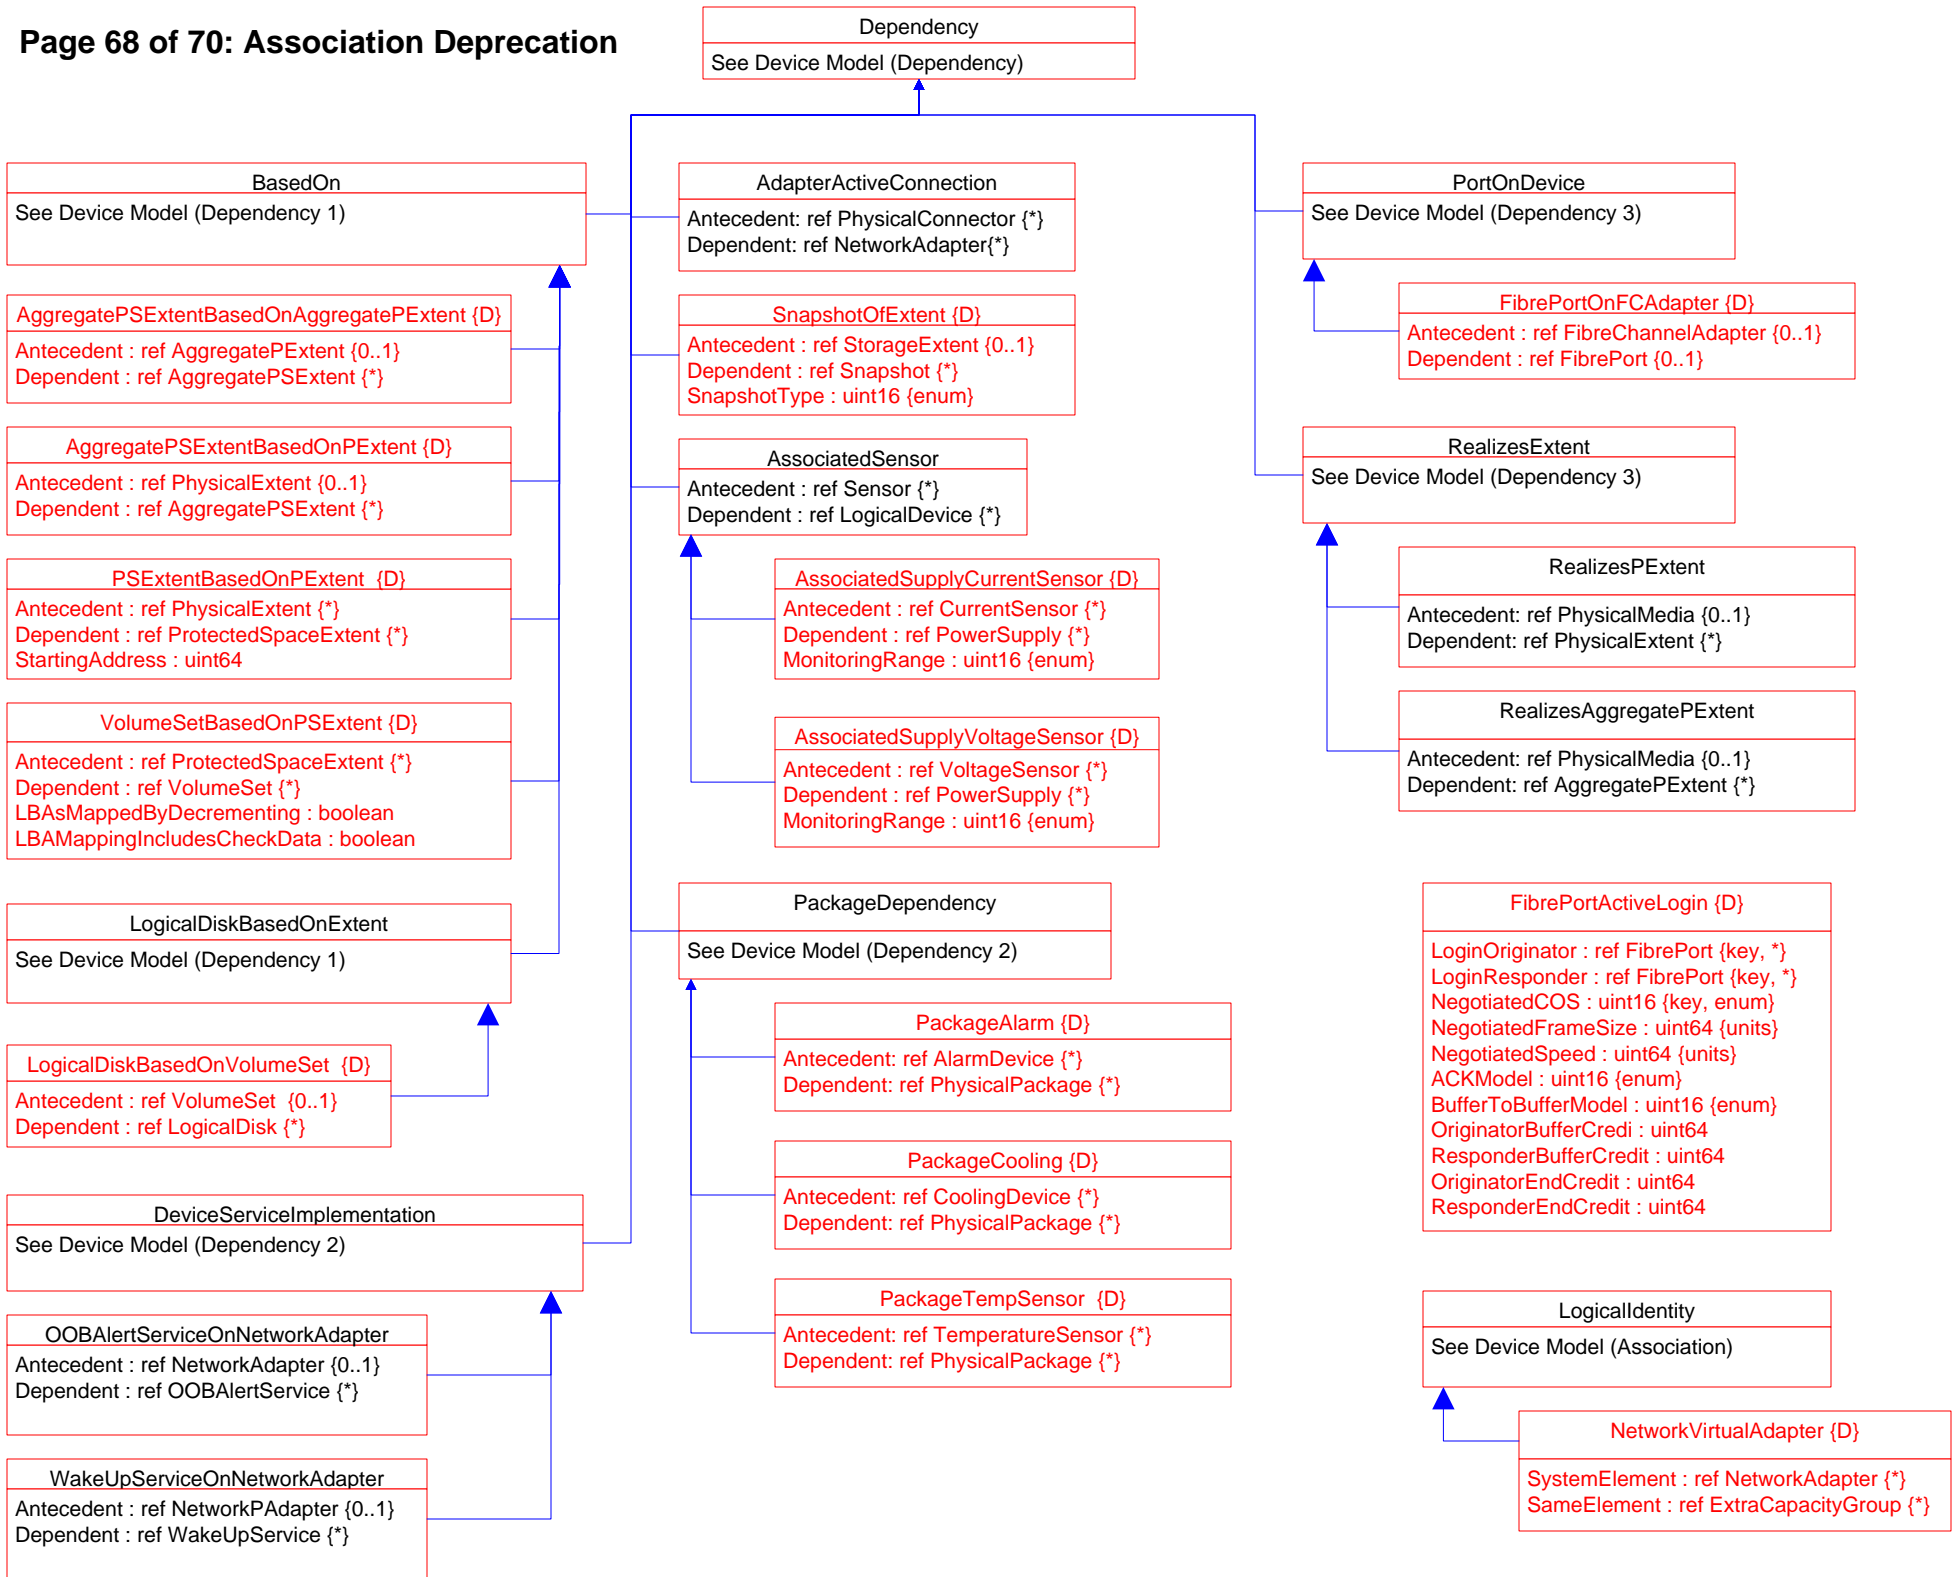 Page 68 of 70: Association Deprecation
Dependency
See Device Model (Dependency)
BasedOn
See Device Model (Dependency 1)
AggregatePSExtentBasedOnAggregatePExtent {D}
Antecedent : ref AggregatePExtent {0..1}
Dependent : ref AggregatePSExtent {*}
AggregatePSExtentBasedOnPExtent {D}
Antecedent : ref PhysicalExtent {0..1}
Dependent : ref AggregatePSExtent {*}
PSExtentBasedOnPExtent  {D}
Antecedent : ref PhysicalExtent {*}
Dependent : ref ProtectedSpaceExtent {*}
StartingAddress : uint64
VolumeSetBasedOnPSExtent {D}
Antecedent : ref ProtectedSpaceExtent {*}
Dependent : ref VolumeSet {*}
LBAsMappedByDecrementing : boolean
LBAMappingIncludesCheckData : boolean
LogicalDiskBasedOnExtent
See Device Model (Dependency 1)
LogicalDiskBasedOnVolumeSet  {D}
Antecedent : ref VolumeSet  {0..1}
Dependent : ref LogicalDisk {*}
DeviceServiceImplementation
See Device Model (Dependency 2)
OOBAlertServiceOnNetworkAdapter
Antecedent : ref NetworkAdapter {0..1}
Dependent : ref OOBAlertService {*}
WakeUpServiceOnNetworkAdapter
Antecedent : ref NetworkPAdapter {0..1}
Dependent : ref WakeUpService {*}
AdapterActiveConnection
Antecedent: ref PhysicalConnector {*}
Dependent: ref NetworkAdapter{*}
SnapshotOfExtent {D}
Antecedent : ref StorageExtent {0..1}
Dependent : ref Snapshot {*}
SnapshotType : uint16 {enum}
AssociatedSensor
Antecedent : ref Sensor {*}
Dependent : ref LogicalDevice {*}
AssociatedSupplyCurrentSensor {D}
Antecedent : ref CurrentSensor {*}
Dependent : ref PowerSupply {*}
MonitoringRange : uint16 {enum}
AssociatedSupplyVoltageSensor {D}
Antecedent : ref VoltageSensor {*}
Dependent : ref PowerSupply {*}
MonitoringRange : uint16 {enum}
PackageDependency
See Device Model (Dependency 2)
PackageAlarm {D}
Antecedent: ref AlarmDevice {*}
Dependent: ref PhysicalPackage {*}
PackageCooling {D}
Antecedent: ref CoolingDevice {*}
Dependent: ref PhysicalPackage {*}
PackageTempSensor  {D}
Antecedent: ref TemperatureSensor {*}
Dependent: ref PhysicalPackage {*}
PortOnDevice
See Device Model (Dependency 3)
FibrePortOnFCAdapter {D}
Antecedent : ref FibreChannelAdapter {0..1}
Dependent : ref FibrePort {0..1}
RealizesExtent
See Device Model (Dependency 3)
RealizesPExtent
Antecedent: ref PhysicalMedia {0..1}
Dependent: ref PhysicalExtent {*}
RealizesAggregatePExtent
Antecedent: ref PhysicalMedia {0..1}
Dependent: ref AggregatePExtent {*}
FibrePortActiveLogin {D}
LoginOriginator : ref FibrePort {key, *}
LoginResponder : ref FibrePort {key, *}
NegotiatedCOS : uint16 {key, enum}
NegotiatedFrameSize : uint64 {units}
NegotiatedSpeed : uint64 {units}
ACKModel : uint16 {enum}
BufferToBufferModel : uint16 {enum}
OriginatorBufferCredi : uint64
ResponderBufferCredit : uint64
OriginatorEndCredit : uint64
ResponderEndCredit : uint64
LogicalIdentity
See Device Model (Association)
NetworkVirtualAdapter {D}
SystemElement : ref NetworkAdapter {*}
SameElement : ref ExtraCapacityGroup {*}